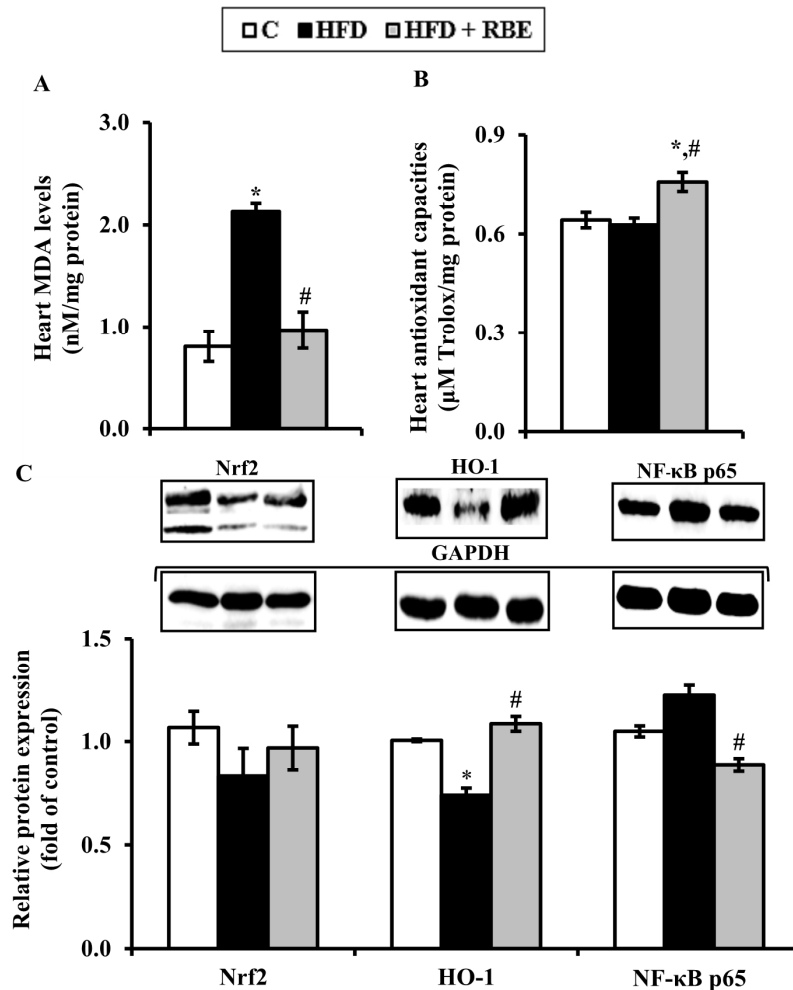 C HFD HFD + RBE
A
B
Heart MDA levels
(nM/mg protein)
3.0
2.0
1.0
0.0
*
#
Heart antioxidant capacities
(µM Trolox/mg protein)
0.9
0.6
0.3
0.0
*,#
C
Nrf2
HO-1
NF-κB p65
GAPDH
Relative protein expression
(fold of control)
1.5
1.0
0.5
0.0
*
#
#
Nrf2
HO-1
NF-κB p65